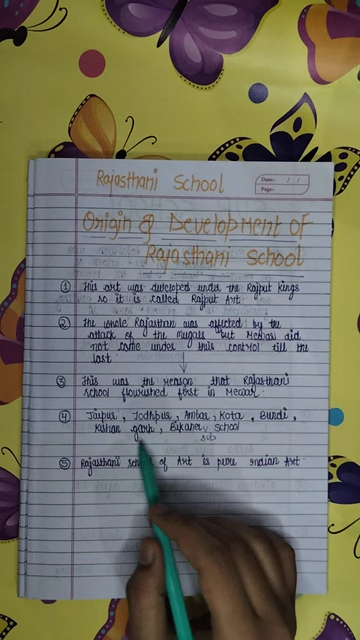 Rajasthani School
Date: / /
Page:
Origin & Development of
Rajasthani School
① This art was developed under the Rajput Kings
so it is called Rajput Art
② The whole Rajasthan was affected by the
attack of the Mugals but Mewar did
not come under this control till the
last
③ This was the reason that Rajasthani
school flourished first in Mewar
④ Jaipur, Jodhpur, Amber, Kota, Bundi,
Kishan garh, Bikaner, School
sub
⑤ Rajasthani school of Art is pure Indian Art